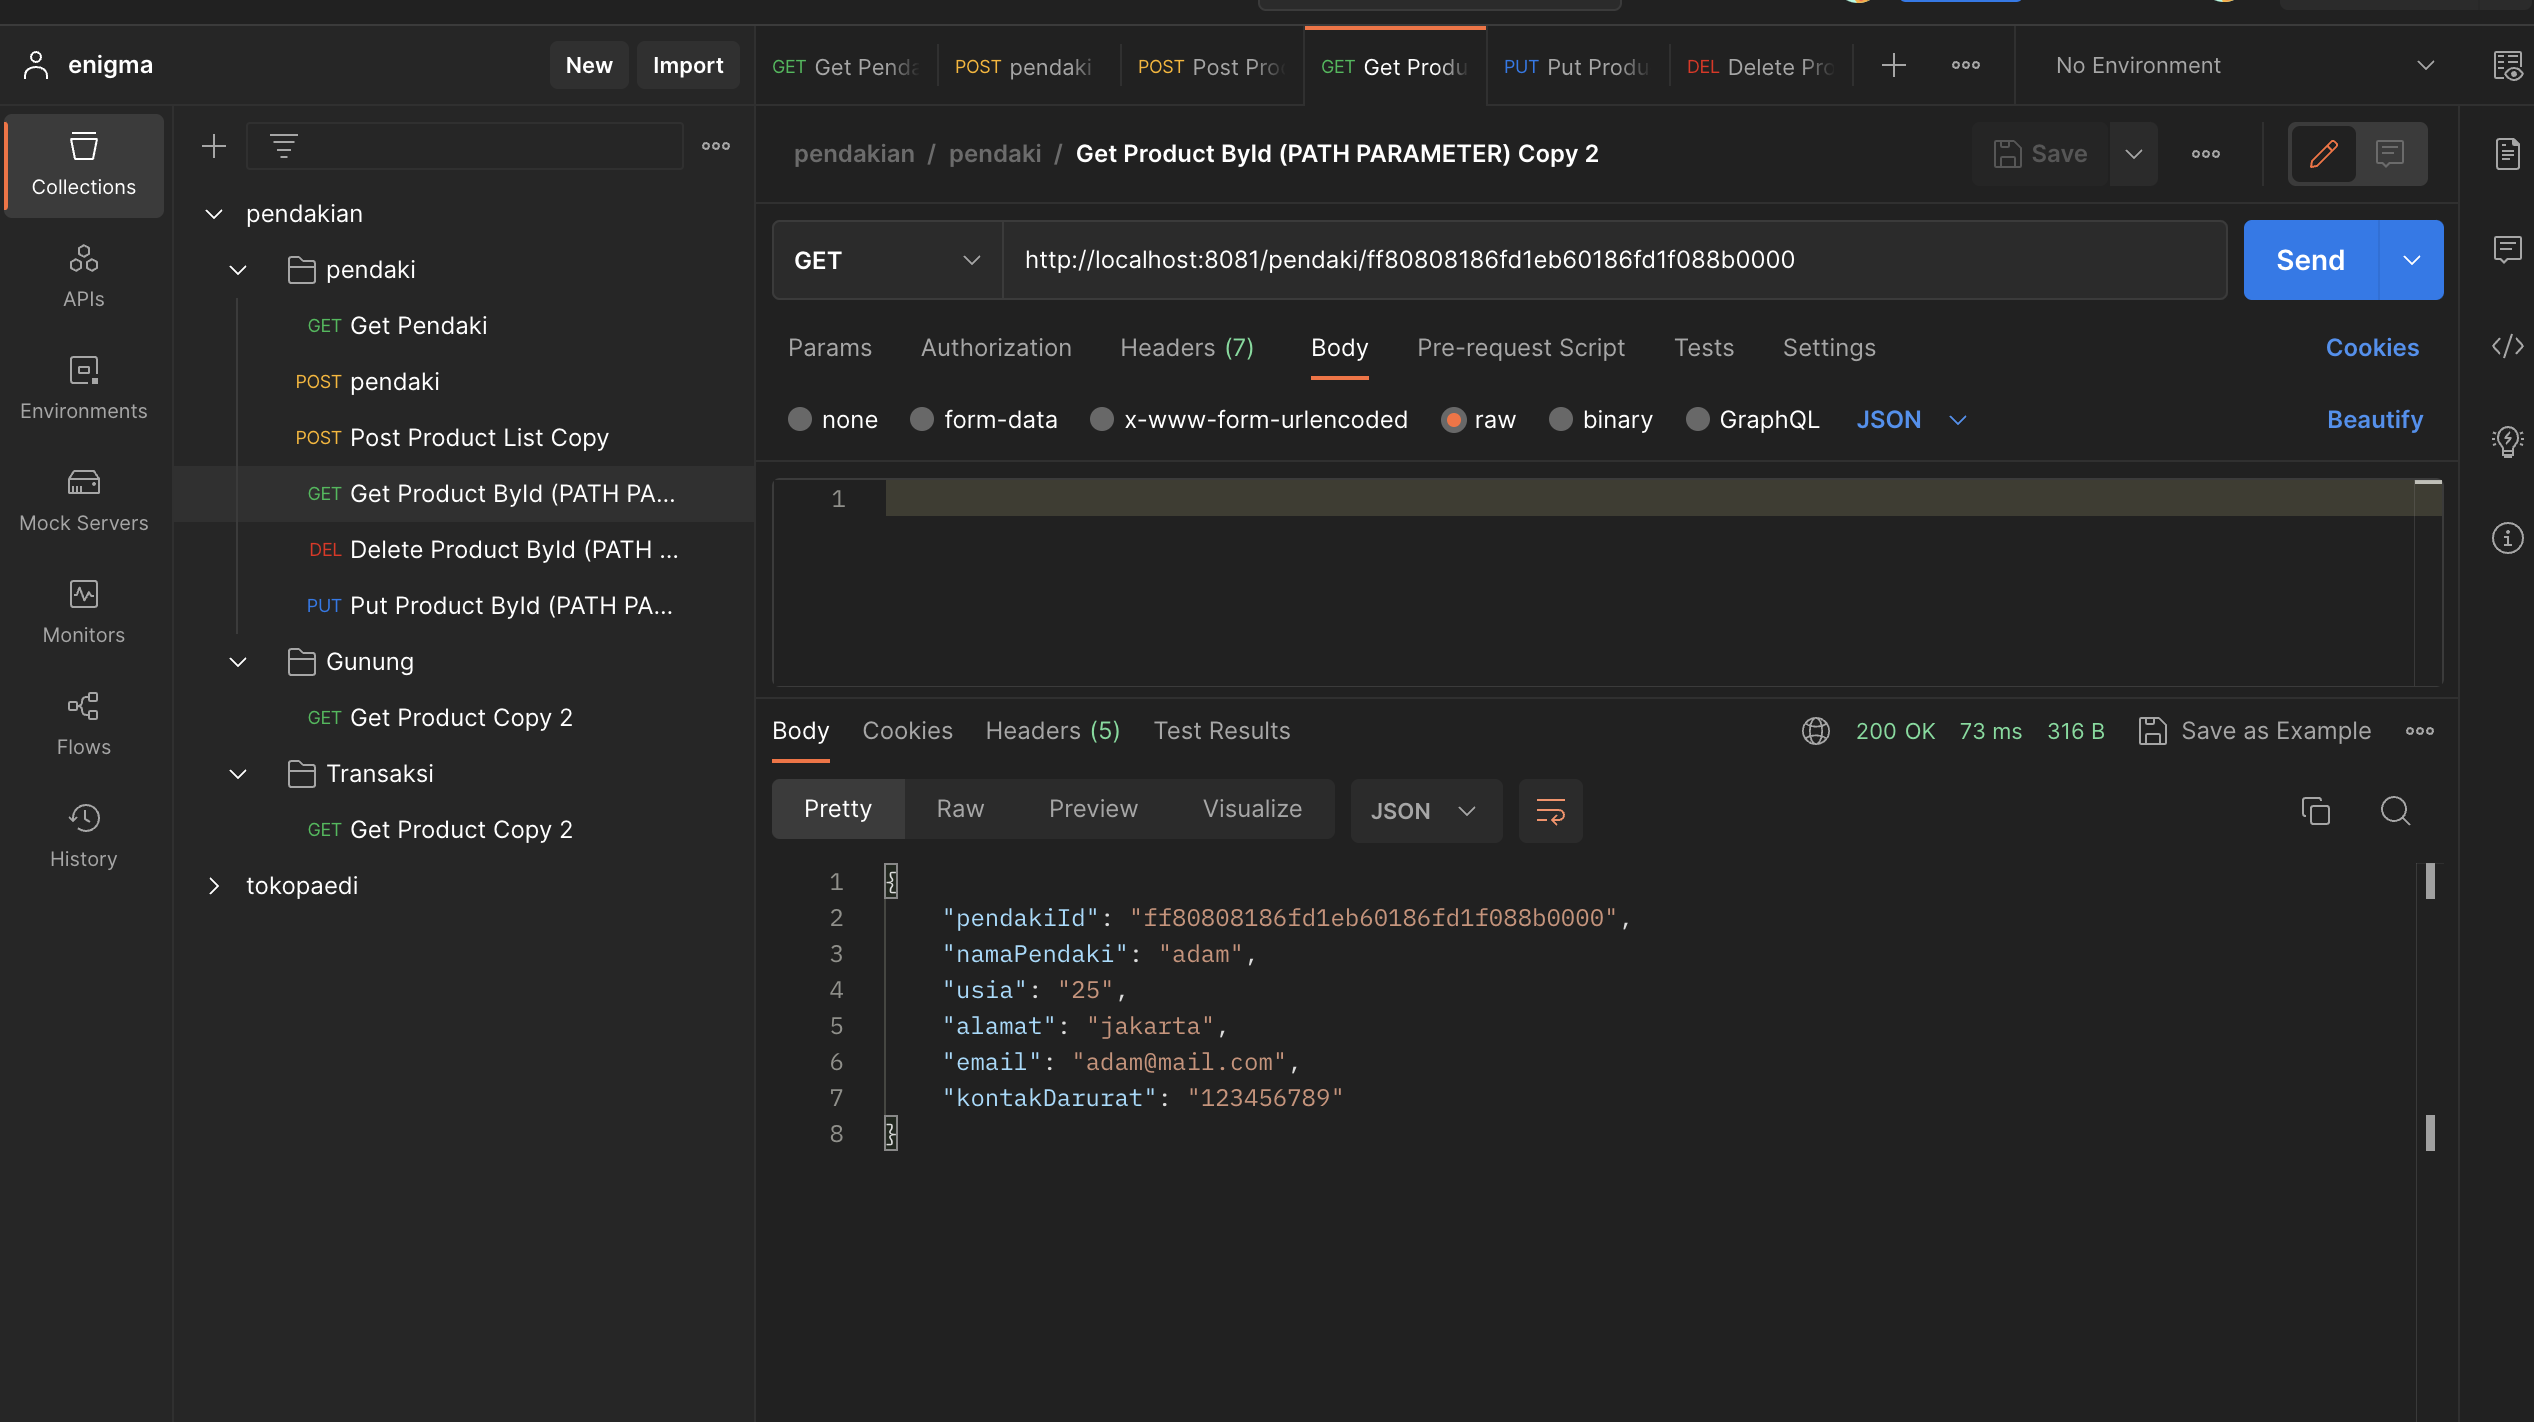 enigma
New
Import
GET Get Penda
POST pendaki
POST Post Pro
GET Get Produ
PUT Put Produ
DEL Delete Pro
No Environment
Collections
APIs
Environments
Mock Servers
Monitors
Flows
History
pendakian
pendaki
GET Get Pendaki
POST pendaki
POST Post Product List Copy
GET Get Product ById (PATH PA...
DEL Delete Product ById (PATH ...
PUT Put Product ById (PATH PA...
Gunung
GET Get Product Copy 2
Transaksi
GET Get Product Copy 2
tokopaedi
pendakian / pendaki / Get Product ById (PATH PARAMETER) Copy 2
Save
GET
http://localhost:8081/pendaki/ff80808186fd1eb60186fd1f088b0000
Send
Params Authorization Headers (7) Body Pre-request Script Tests Settings
Cookies
none form-data x-www-form-urlencoded raw binary GraphQL JSON
Beautify
1
Body Cookies Headers (5) Test Results
200 OK 73 ms 316 B Save as Example
Pretty Raw Preview Visualize JSON
1 {
2 "pendakiId": "ff80808186fd1eb60186fd1f088b0000",
3 "namaPendaki": "adam",
4 "usia": "25",
5 "alamat": "jakarta",
6 "email": "adam@mail.com",
7 "kontakDarurat": "123456789"
8 }